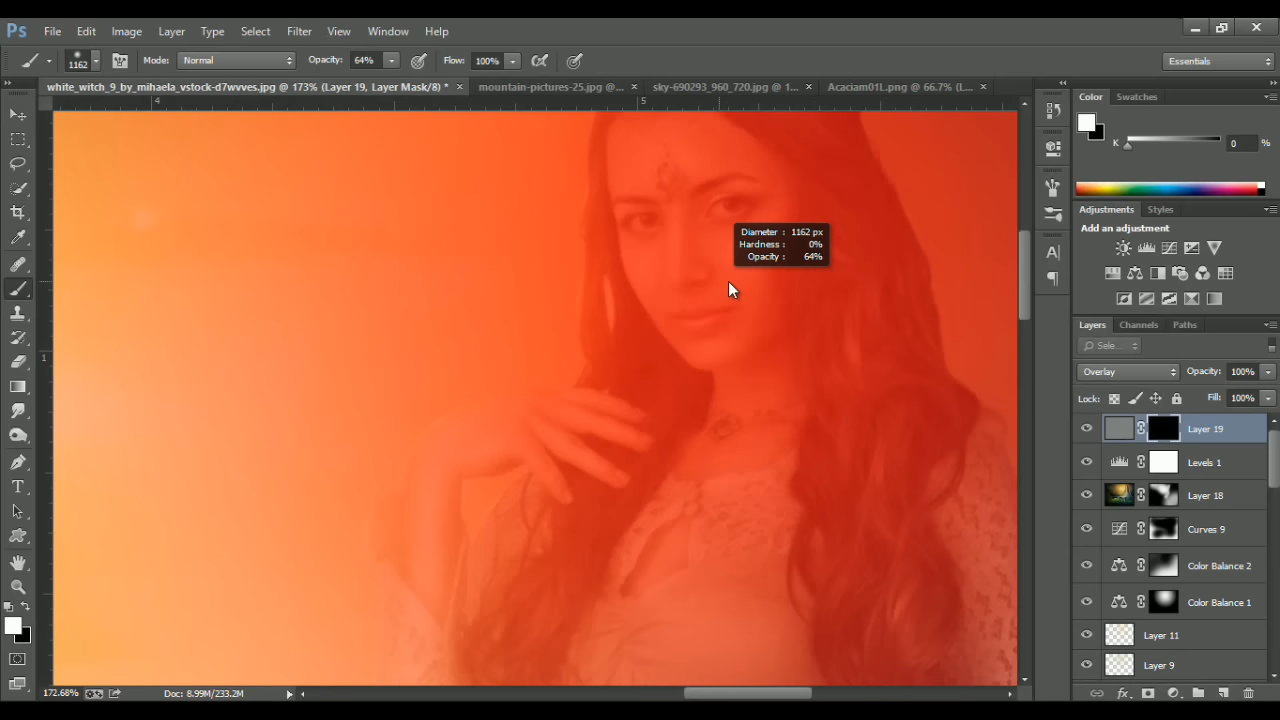 Ps File Edit Image Layer Type Select Filter View Window Help
1162 Mode: Normal Opacity: 64% Flow: 100% Essentials
white_witch_9_by_mihaela_vstock-d7wvves.jpg @ 173% (Layer 19, Layer Mask/8) * × mountain-pictures-25.jpg @... × sky-690293_960_720.jpg @ 1... × Acaciam01L.png @ 66.7% (L... ×
4 5
Color Swatches
K 0 %
1
Adjustments Styles
Add an adjustment
Diameter : 1162 px
Hardness : 0%
Opacity : 64%
Layers Channels Paths
Sele...
Overlay Opacity: 100%
Lock: Fill: 100%
Layer 19
Levels 1
Layer 18
Curves 9
Color Balance 2
Color Balance 1
Layer 11
Layer 9
172.68% Doc: 8.99M/233.2M
fx